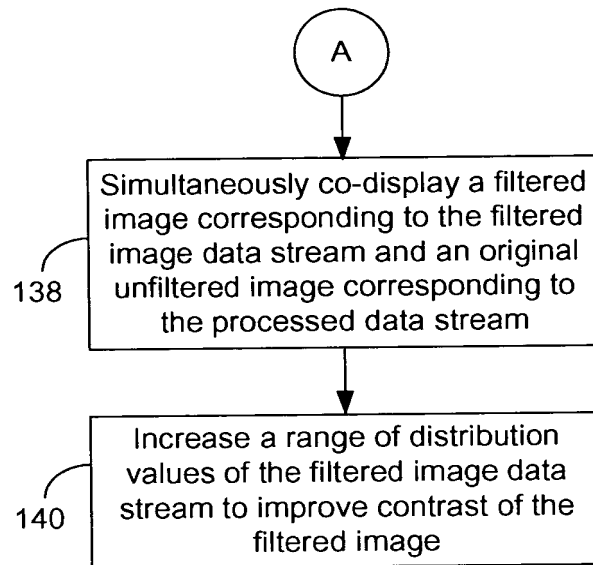 A
Simultaneously co-display a filtered
image corresponding to the filtered
image data stream and an original
unfiltered image corresponding to
the processed data stream
138
Increase a range of distribution
values of the filtered image data
stream to improve contrast of the
filtered image
140